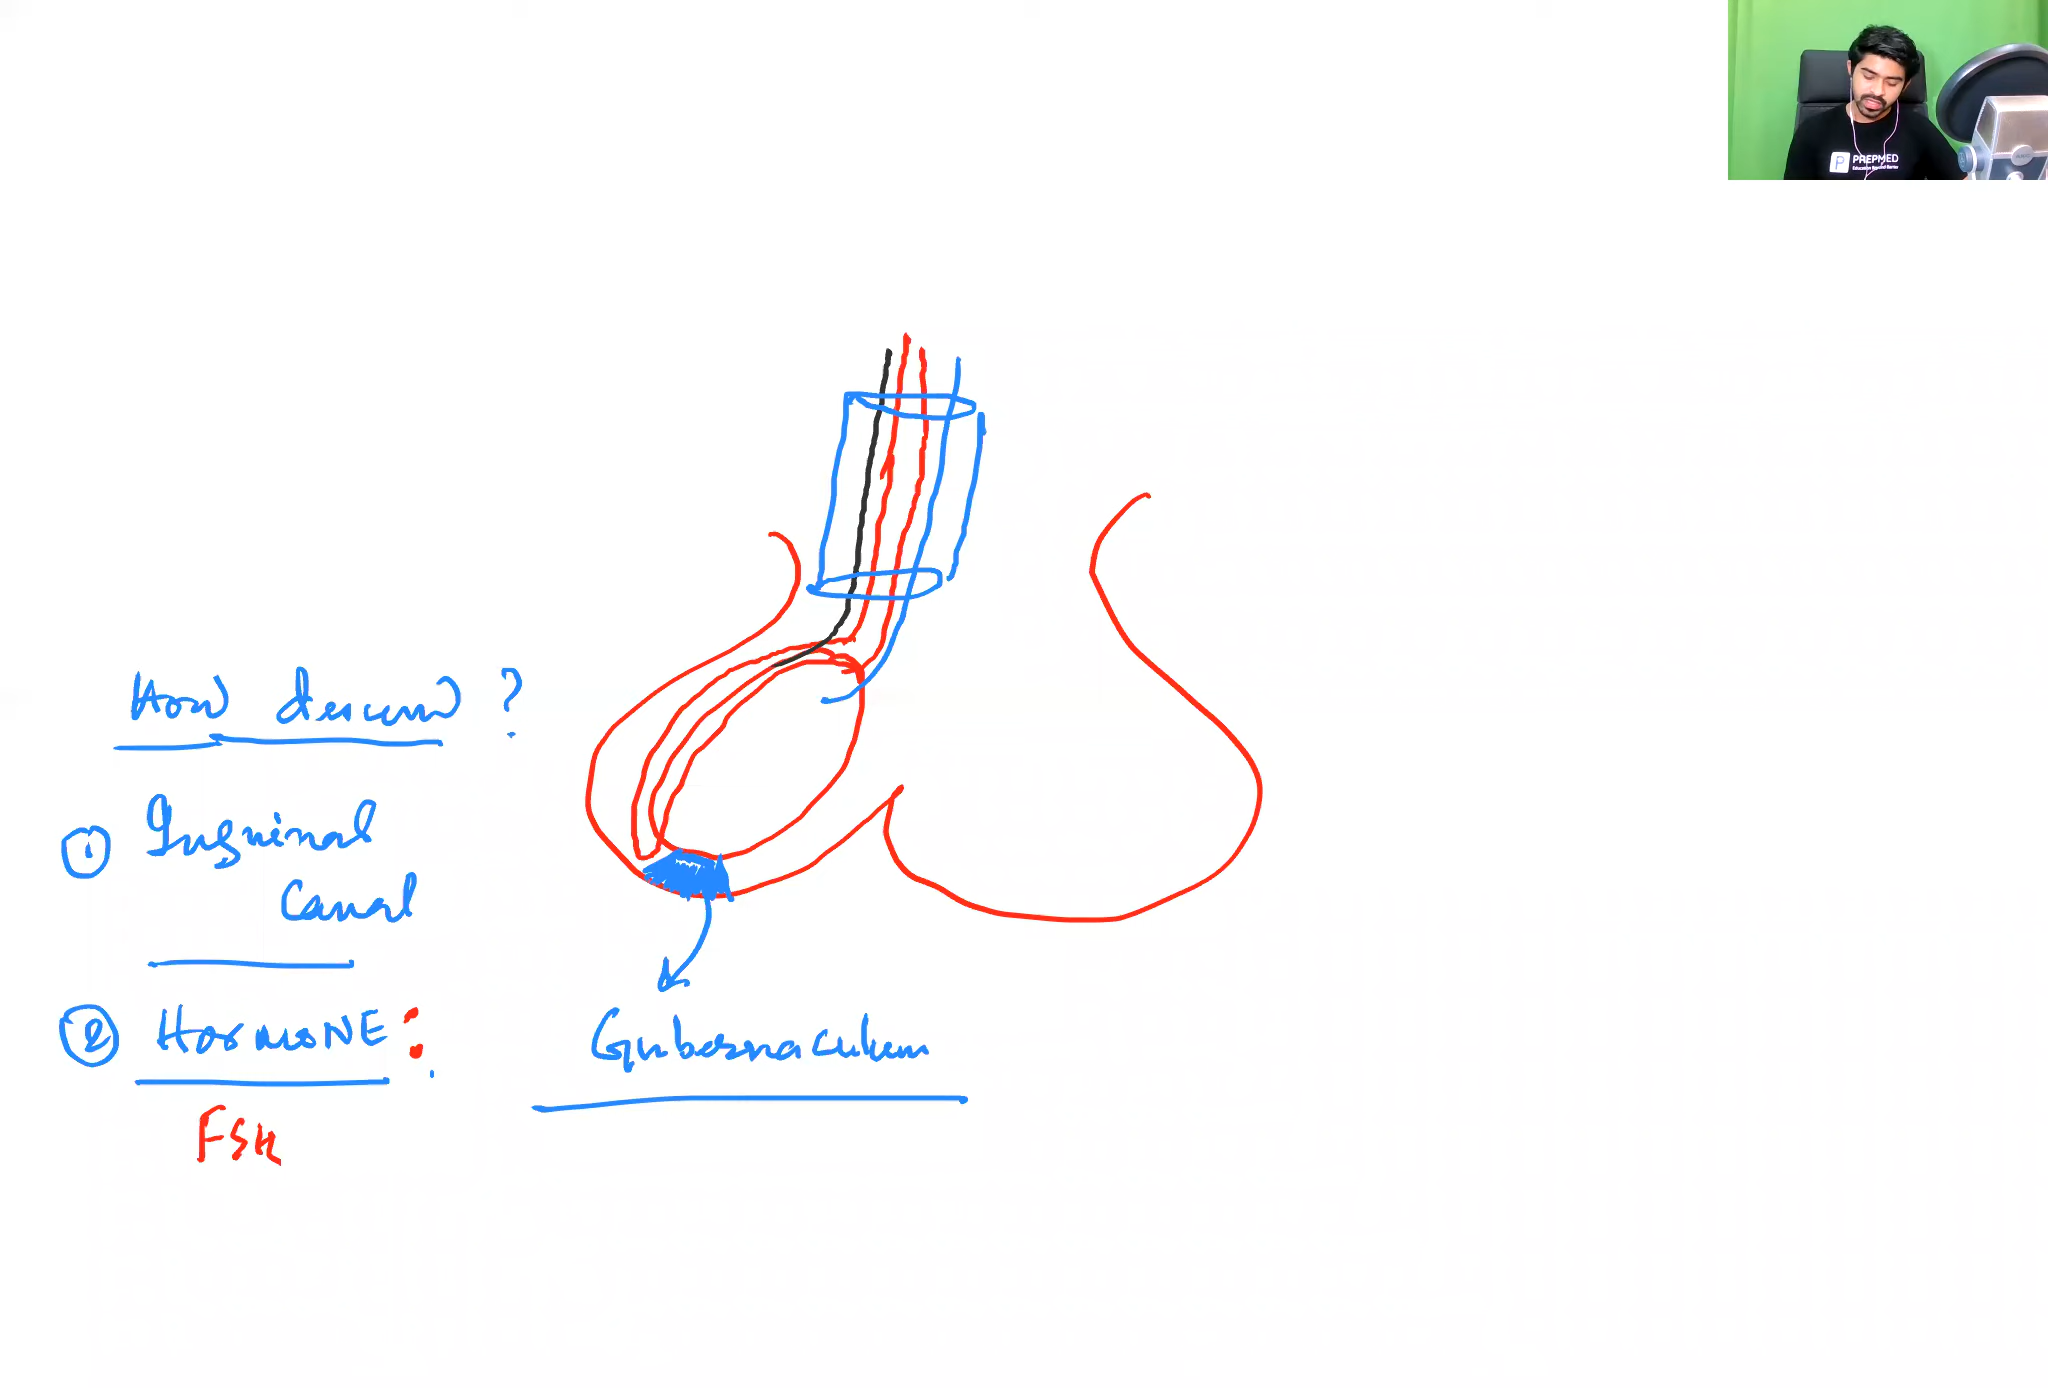 PREPMED
How descend ?
① Inguinal
Canal
② HormoNE :
FSH
Gubernaculum